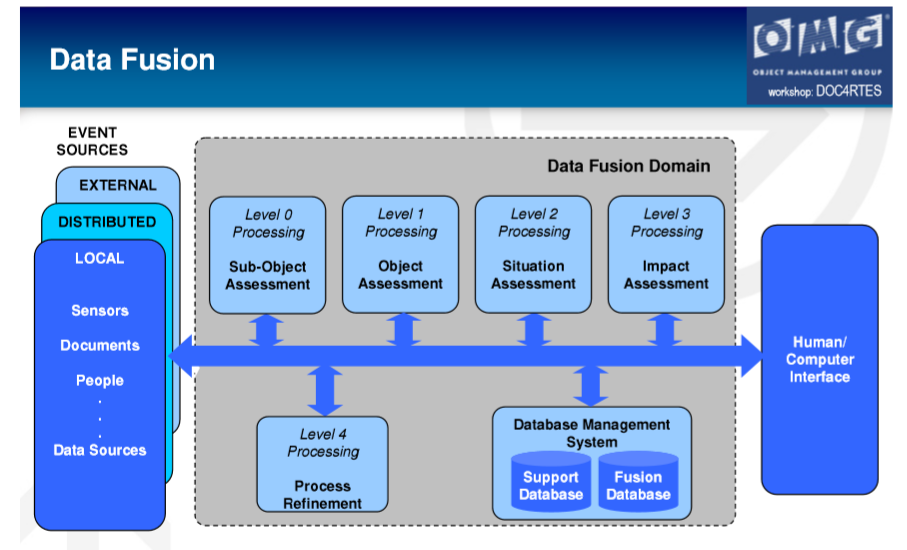 Data Fusion
OMG
OBJECT MANAGEMENT GROUP
workshop: DOC4RTES
EVENT
SOURCES
EXTERNAL
DISTRIBUTED
LOCAL
Sensors
Documents
People
.
.
.
Data Sources
Data Fusion Domain
Level 0
Processing
Sub-Object
Assessment
Level 1
Processing
Object
Assessment
Level 2
Processing
Situation
Assessment
Level 3
Processing
Impact
Assessment
Human/
Computer
Interface
Level 4
Processing
Process
Refinement
Database Management
System
Support
Database
Fusion
Database